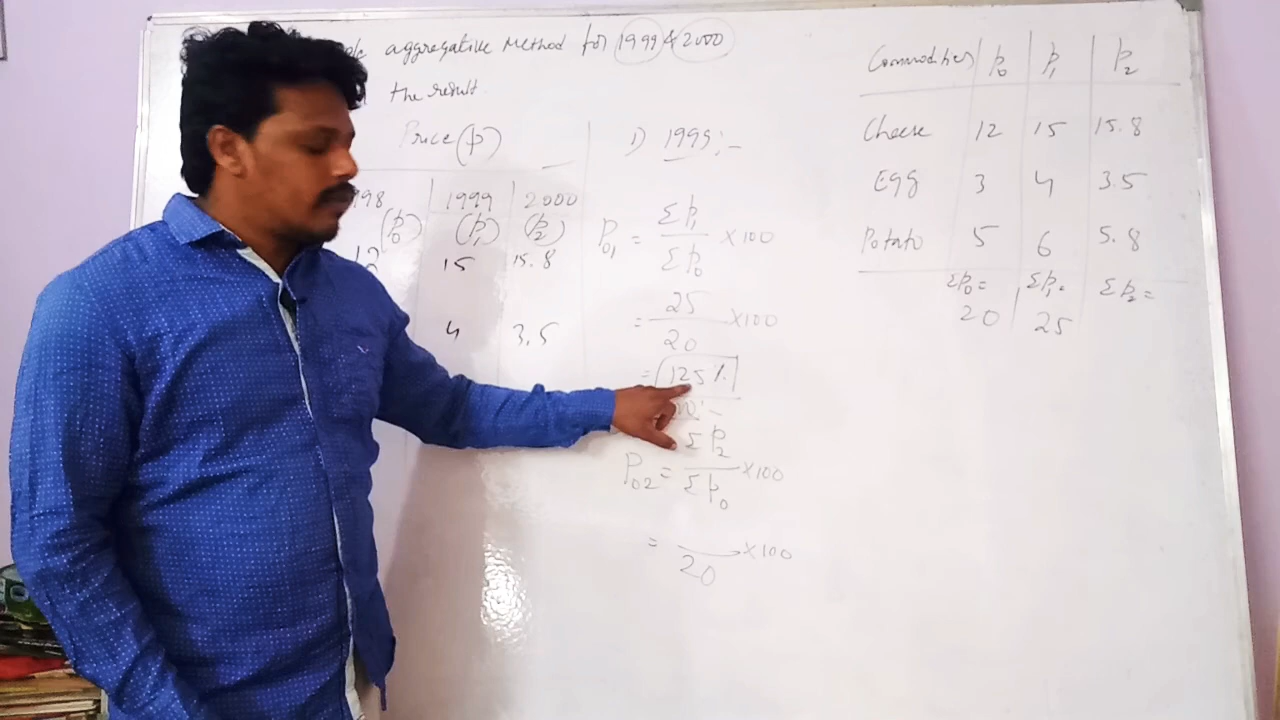 aggregative Method for 1999 & 2000
the result.
Price (p)
998 | 1999 | 2000
(p0) | (p1) | (p2)
12 15 15.8
4 3.5
1) 1999:-
P01 = Σp1 / Σp0 × 100
= 25 / 20 × 100
= 125%
P02 = Σp2 / Σp0 × 100
= / 20 × 100
Commodities | p0 | p1 | p2
Cheese 12 15 15.8
Egg 3 4 3.5
Potato 5 6 5.8
Σp0= Σp1= Σp2=
20 | 25